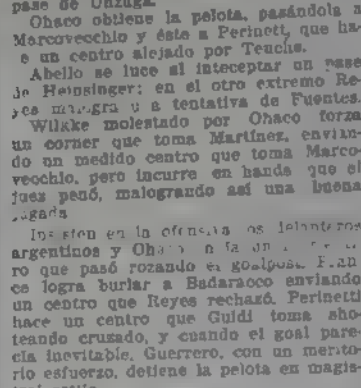 pase de Unzaga.
Ohaco obtiene la pelota, pasándola a
Marcovecchio y éste a Perinett, que ha-
e un centro alejado por Teuche.
Abello se luce al inteceptar un pase
de Heinsinger; en el otro extremo Re-
yes malogra una tentativa de Fuentes.
Wilkke molestado por Ohaco forza
un corner que toma Martínez, envian-
do un medido centro que toma Marco-
vecchio, pero incurre en hands que el
juez penó, malogrando así una buena
jugada
Insisten en la ofensiva los delanteros
argentinos y Ohaco
ro que pasó rozando el goalpost.
ce logra burlar a Badaraoco enviando
un centro que Reyes rechazó. Perinetti
hace un centro que Guidi toma sho-
teando cruzado, y cuando el goal pare-
cía inevitable, Guerrero, con un merito-
rio esfuerzo, detiene la pelota en magis-